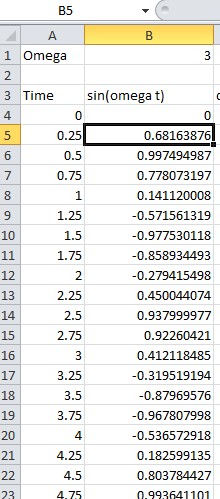 B5
A B
1 Omega 3
2
3 Time sin(omega t)
4 0 0
5 0.25 0.68163876
6 0.5 0.997494987
7 0.75 0.778073197
8 1 0.141120008
9 1.25 -0.571561319
10 1.5 -0.977530118
11 1.75 -0.858934493
12 2 -0.279415498
13 2.25 0.450044074
14 2.5 0.937999977
15 2.75 0.92260421
16 3 0.412118485
17 3.25 -0.319519194
18 3.5 -0.87969576
19 3.75 -0.967807998
20 4 -0.536572918
21 4.25 0.182599135
22 4.5 0.803784427
23 4.75 0.993641103